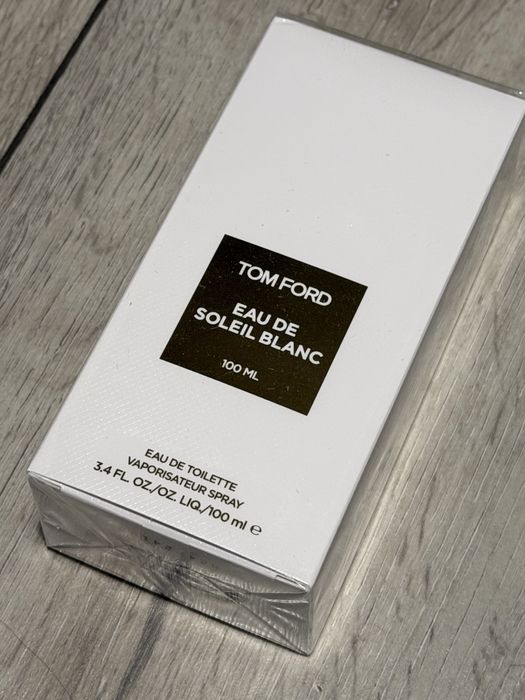 TOM FORD
EAU DE
SOLEIL BLANC
100 ML
EAU DE TOILETTE
VAPORISATEUR SPRAY
3.4 FL. OZ./OZ. LIQ./100 ml ℮